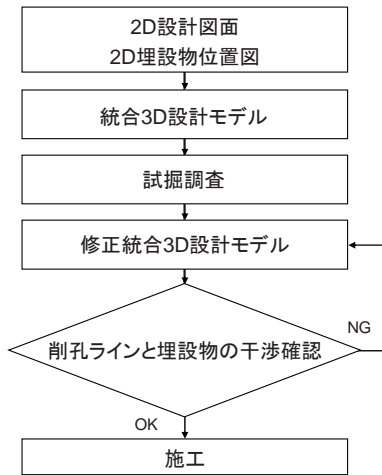 2D設計図面
2D埋設物位置図
統合3D設計モデル
試掘調査
修正統合3D設計モデル
削孔ラインと埋設物の干渉確認
NG
OK
施工